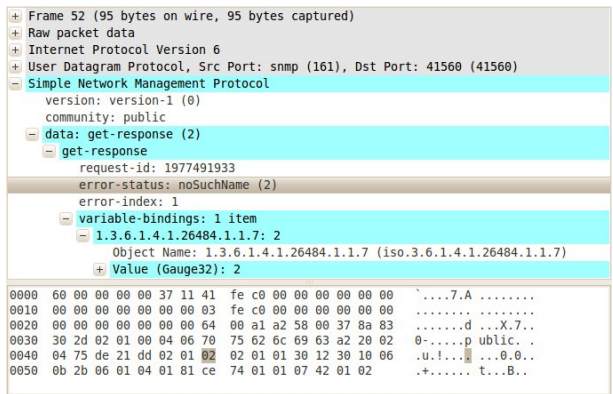 Frame 52 (95 bytes on wire, 95 bytes captured)
Raw packet data
Internet Protocol Version 6
User Datagram Protocol, Src Port: snmp (161), Dst Port: 41560 (41560)
Simple Network Management Protocol
version: version-1 (0)
community: public
data: get-response (2)
get-response
request-id: 1977491933
error-status: noSuchName (2)
error-index: 1
variable-bindings: 1 item
1.3.6.1.4.1.26484.1.1.7: 2
Object Name: 1.3.6.1.4.1.26484.1.1.7 (iso.3.6.1.4.1.26484.1.1.7)
Value (Gauge32): 2
0000 60 00 00 00 00 37 11 41 fe c0 00 00 00 00 00 00 `....7.A ........
0010 00 00 00 00 00 00 00 03 fe c0 00 00 00 00 00 00 ........ ........
0020 00 00 00 00 00 00 00 64 00 a1 a2 58 00 37 8a 83 .......d ...X.7..
0030 30 2d 02 01 00 04 06 70 75 62 6c 69 63 a2 20 02 0-.....p ublic. .
0040 04 75 de 21 dd 02 01 02 02 01 01 30 12 30 10 06 .u.!.... ...0.0..
0050 0b 2b 06 01 04 01 81 ce 74 01 01 07 42 01 02 .+...... t...B..